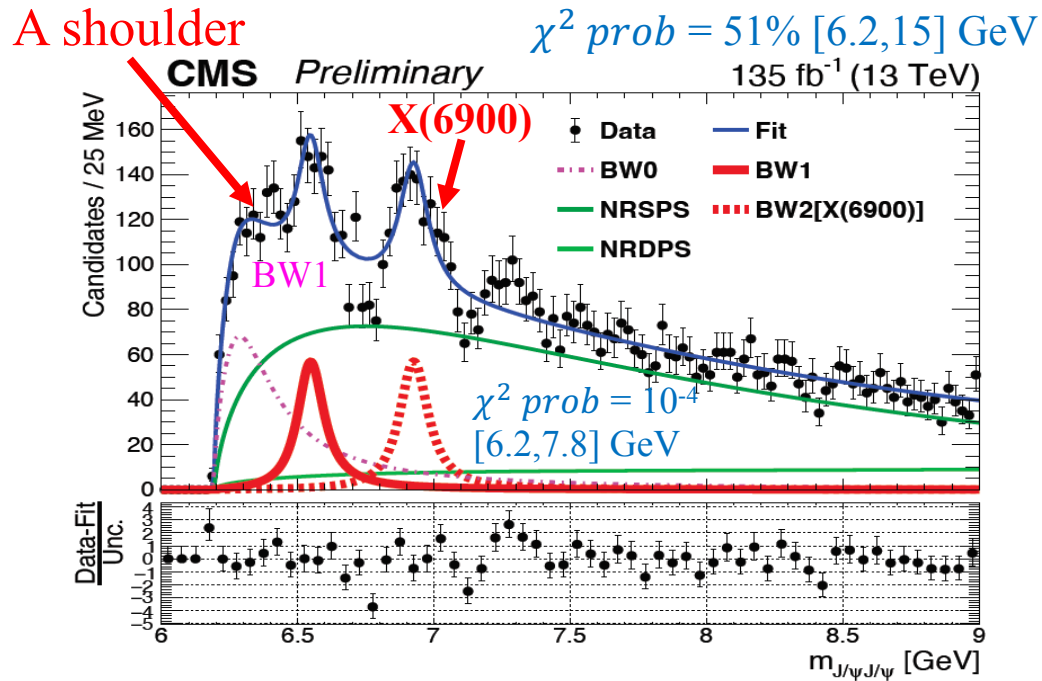 A shoulder
χ² prob = 51% [6.2,15] GeV
CMS Preliminary 135 fb⁻¹ (13 TeV)
X(6900)
Data Fit
BW0 BW1
NRSPS BW2[X(6900)]
NRDPS
BW1
χ² prob = 10⁻⁴
[6.2,7.8] GeV
Candidates / 25 MeV
160
140
120
100
80
60
40
20
0
Data-Fit
Unc.
4
3
2
1
0
−1
−2
−3
−4
−5
6 6.5 7 7.5 8 8.5 9
m_J/ψJ/ψ [GeV]